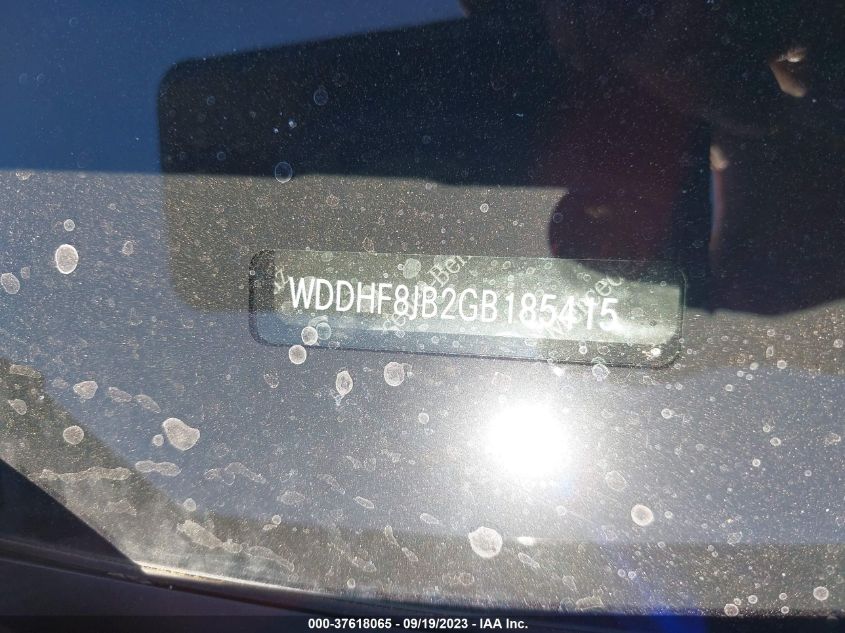 WDDHF8JB2GB185415
000-37618065 - 09/19/2023 - IAA Inc.